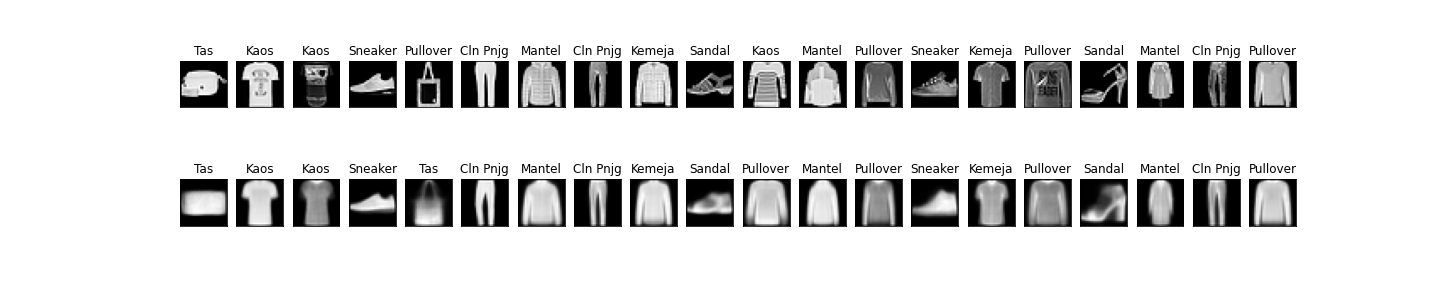 Tas Kaos Kaos Sneaker Pullover Cln Pnjg Mantel Cln Pnjg Kemeja Sandal Kaos Mantel Pullover Sneaker Kemeja Pullover Sandal Mantel Cln Pnjg Pullover
Tas Kaos Kaos Sneaker Tas Cln Pnjg Mantel Cln Pnjg Kemeja Sandal Pullover Mantel Pullover Sneaker Kemeja Pullover Sandal Mantel Cln Pnjg Pullover